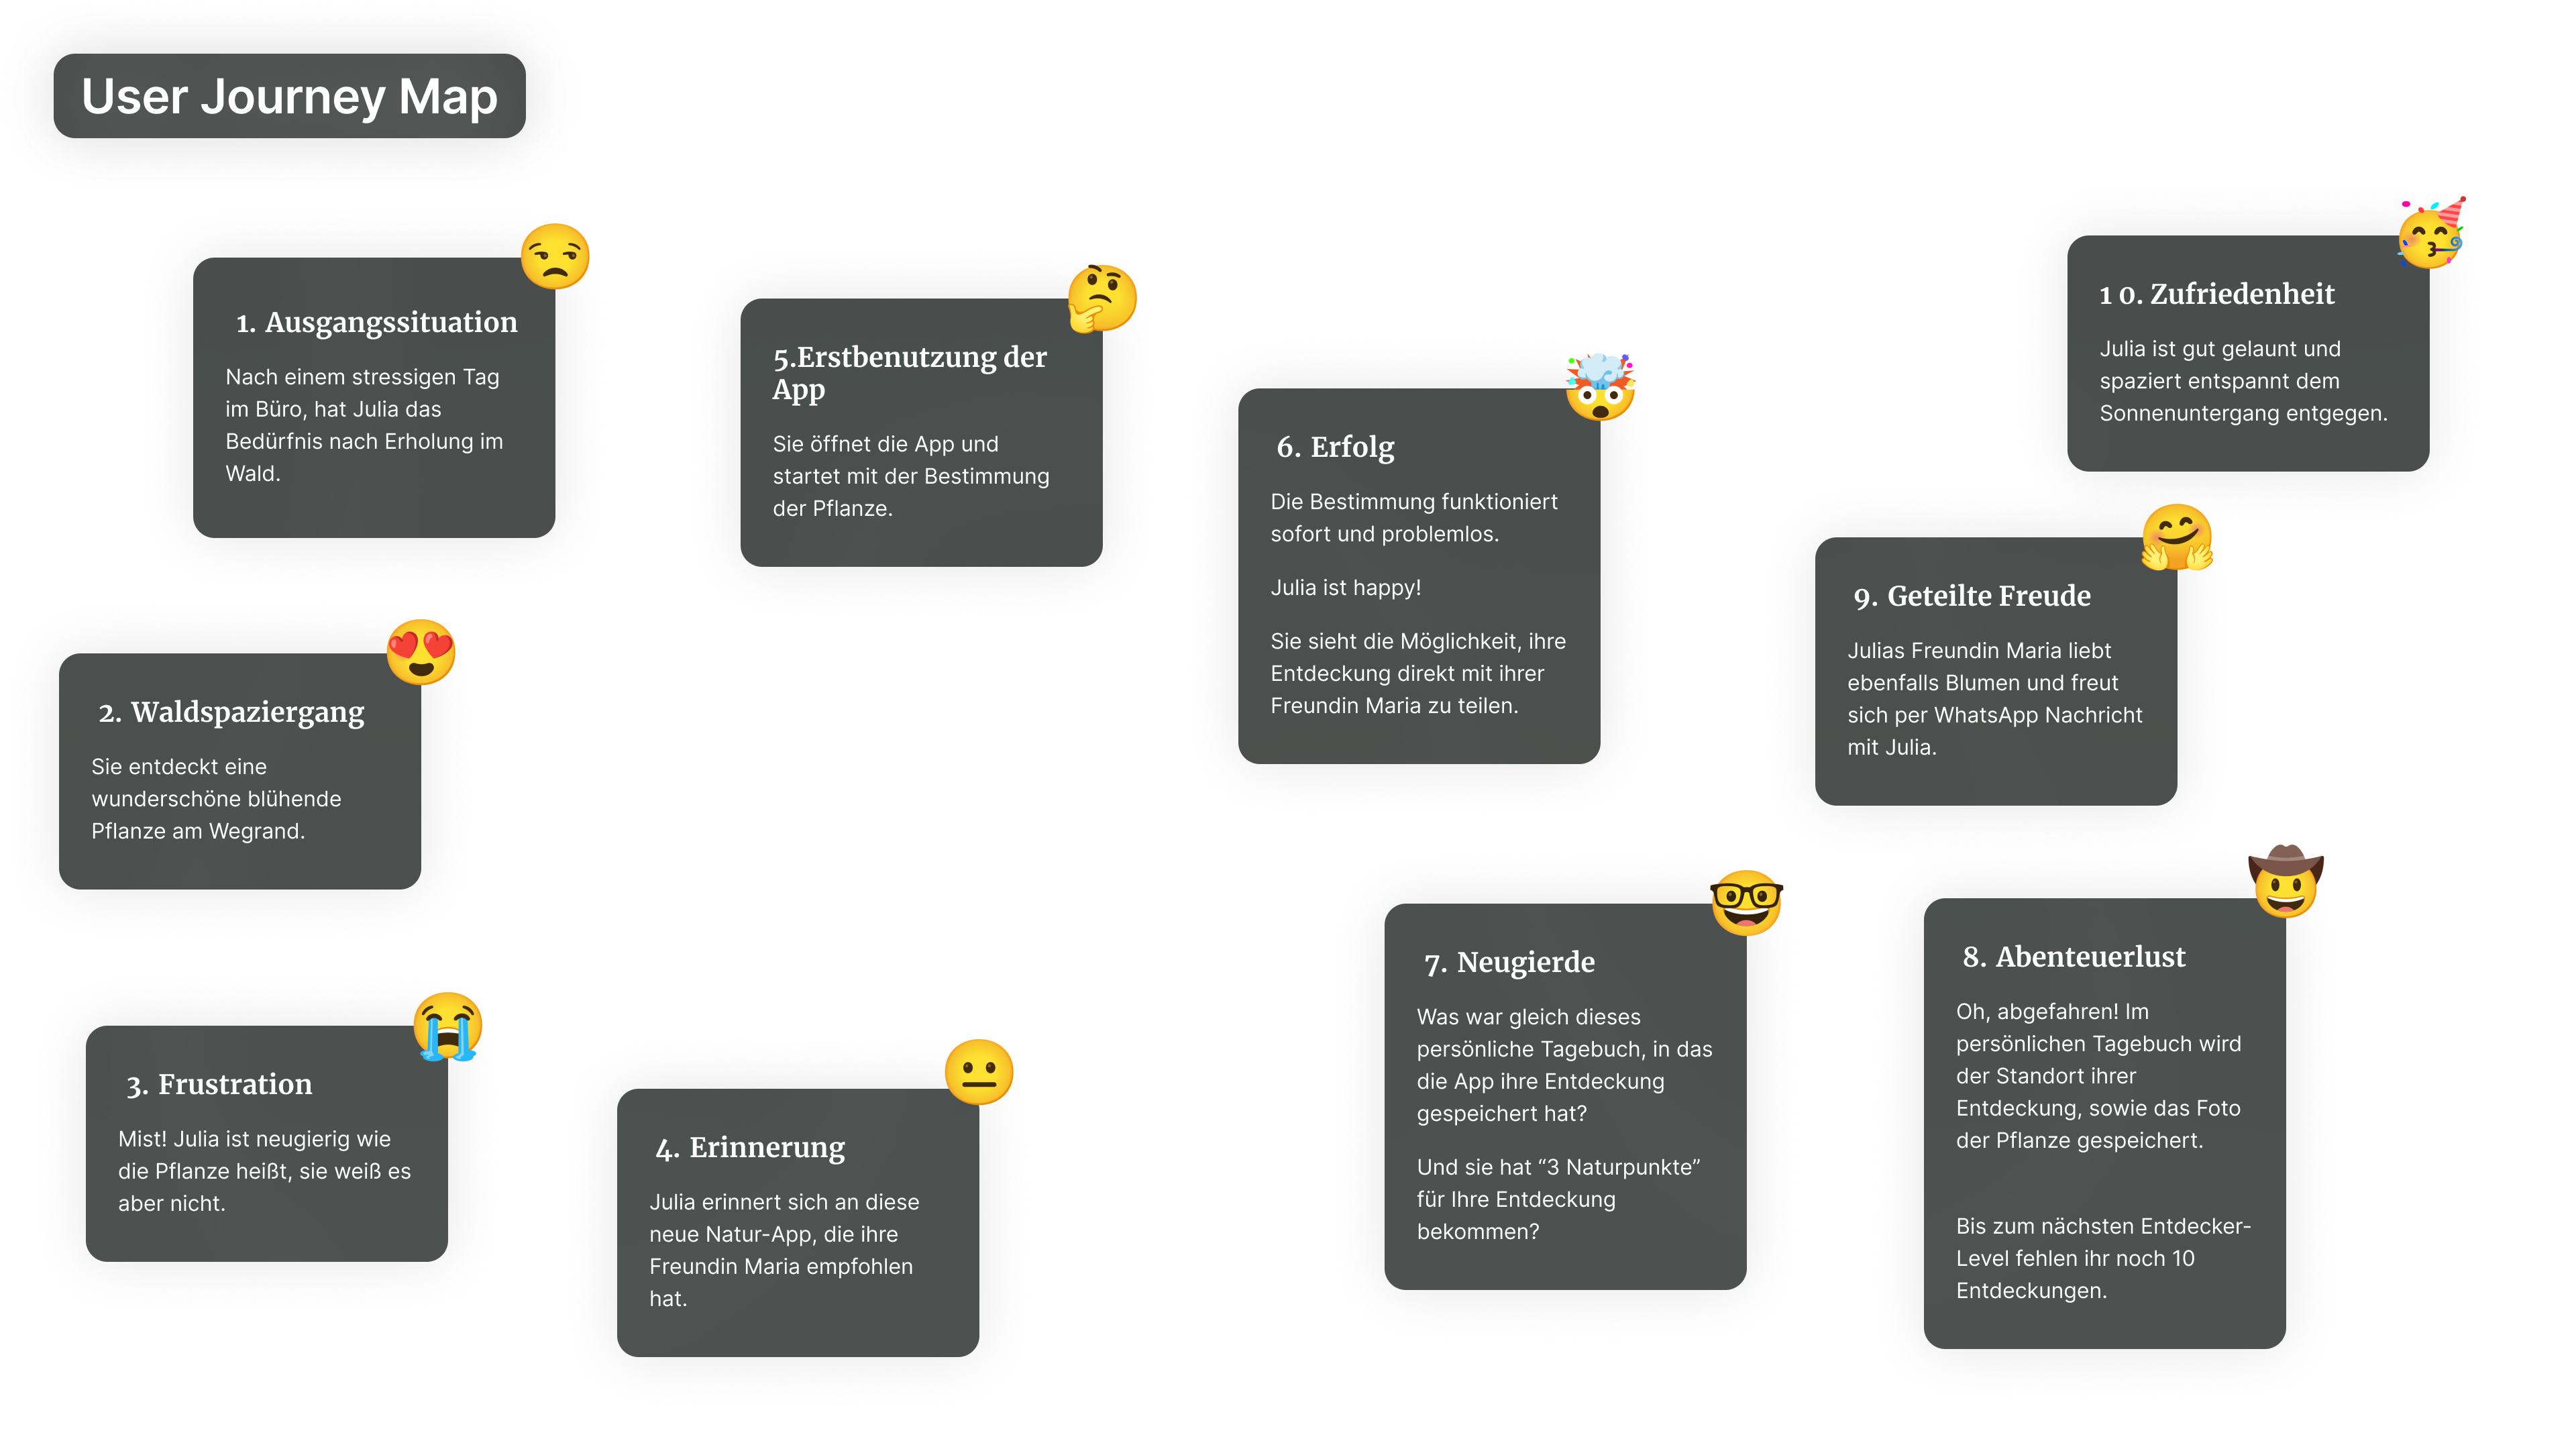 User Journey Map
1. Ausgangssituation
Nach einem stressigen Tag
im Büro, hat Julia das
Bedürfnis nach Erholung im
Wald.
2. Waldspaziergang
Sie entdeckt eine
wunderschöne blühende
Pflanze am Wegrand.
3. Frustration
Mist! Julia ist neugierig wie
die Pflanze heißt, sie weiß es
aber nicht.
4. Erinnerung
Julia erinnert sich an diese
neue Natur-App, die ihre
Freundin Maria empfohlen
hat.
5.Erstbenutzung der
App
Sie öffnet die App und
startet mit der Bestimmung
der Pflanze.
6. Erfolg
Die Bestimmung funktioniert
sofort und problemlos.
Julia ist happy!
Sie sieht die Möglichkeit, ihre
Entdeckung direkt mit ihrer
Freundin Maria zu teilen.
7. Neugierde
Was war gleich dieses
persönliche Tagebuch, in das
die App ihre Entdeckung
gespeichert hat?
Und sie hat “3 Naturpunkte”
für Ihre Entdeckung
bekommen?
8. Abenteuerlust
Oh, abgefahren! Im
persönlichen Tagebuch wird
der Standort ihrer
Entdeckung, sowie das Foto
der Pflanze gespeichert.
Bis zum nächsten Entdecker-
Level fehlen ihr noch 10
Entdeckungen.
9. Geteilte Freude
Julias Freundin Maria liebt
ebenfalls Blumen und freut
sich per WhatsApp Nachricht
mit Julia.
1 0. Zufriedenheit
Julia ist gut gelaunt und
spaziert entspannt dem
Sonnenuntergang entgegen.